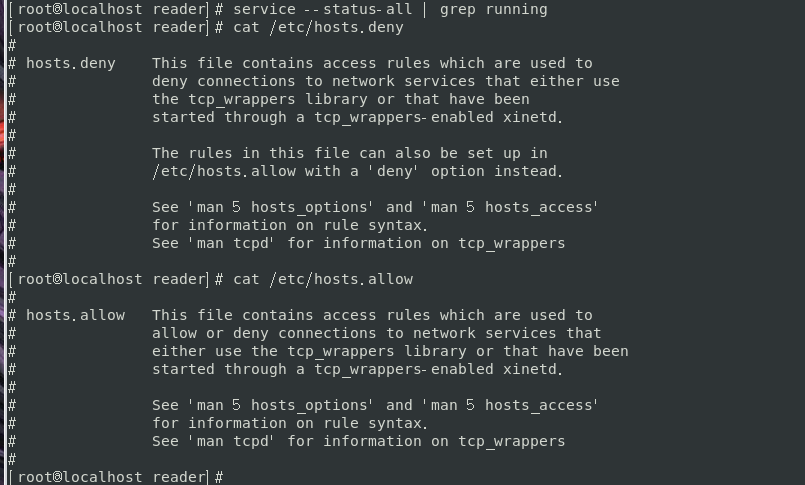 [root@localhost reader]# service --status-all | grep running
[root@localhost reader]# cat /etc/hosts.deny
#
# hosts.deny    This file contains access rules which are used to
#               deny connections to network services that either use
#               the tcp_wrappers library or that have been
#               started through a tcp_wrappers-enabled xinetd.
#
#               The rules in this file can also be set up in
#               /etc/hosts.allow with a 'deny' option instead.
#
#               See 'man 5 hosts_options' and 'man 5 hosts_access'
#               for information on rule syntax.
#               See 'man tcpd' for information on tcp_wrappers
#
[root@localhost reader]# cat /etc/hosts.allow
#
# hosts.allow   This file contains access rules which are used to
#               allow or deny connections to network services that
#               either use the tcp_wrappers library or that have been
#               started through a tcp_wrappers-enabled xinetd.
#
#               See 'man 5 hosts_options' and 'man 5 hosts_access'
#               for information on rule syntax.
#               See 'man tcpd' for information on tcp_wrappers
#
[root@localhost reader]#